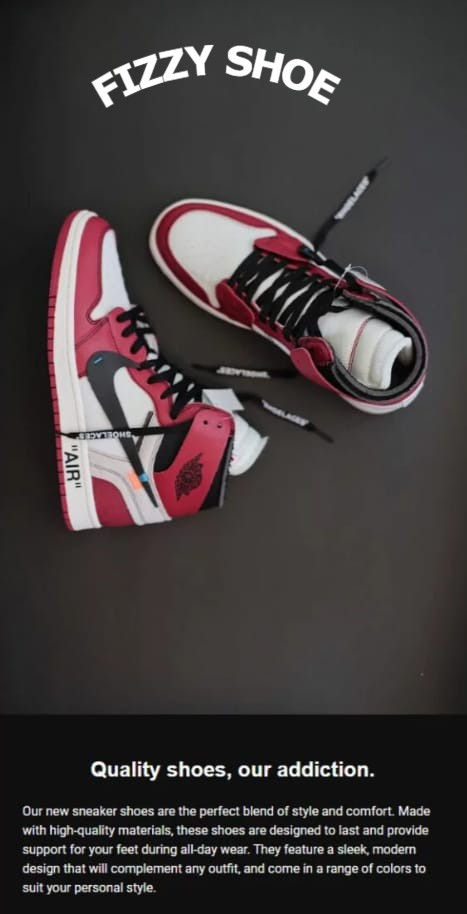 FIZZY SHOE
"SHOELACES"
"SHOELACES"
"SHOELACES"
SHOELACES"
"AIR"
Quality shoes, our addiction.
Our new sneaker shoes are the perfect blend of style and comfort. Made
with high-quality materials, these shoes are designed to last and provide
support for your feet during all-day wear. They feature a sleek, modern
design that will complement any outfit, and come in a range of colors to
suit your personal style.